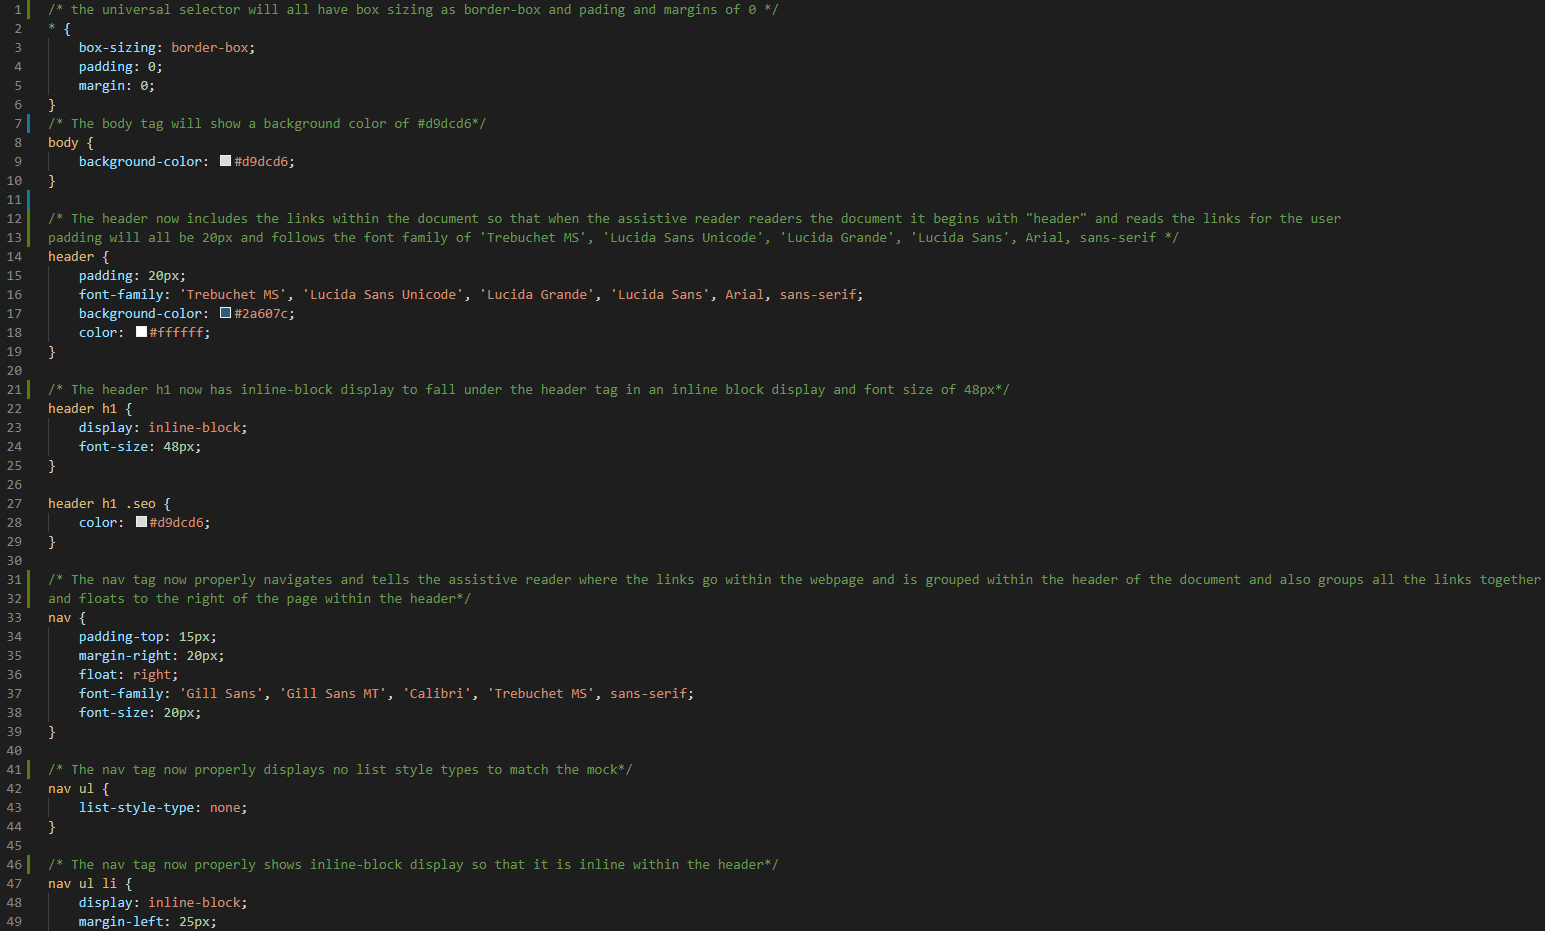 1 /* the universal selector will all have box sizing as border-box and pading and margins of 0 */
2 * {
3 box-sizing: border-box;
4 padding: 0;
5 margin: 0;
6 }
7 /* The body tag will show a background color of #d9dcd6*/
8 body {
9 background-color: #d9dcd6;
10 }
11
12 /* The header now includes the links within the document so that when the assistive reader readers the document it begins with "header" and reads the links for the user
13 padding will all be 20px and follows the font family of 'Trebuchet MS', 'Lucida Sans Unicode', 'Lucida Grande', 'Lucida Sans', Arial, sans-serif */
14 header {
15 padding: 20px;
16 font-family: 'Trebuchet MS', 'Lucida Sans Unicode', 'Lucida Grande', 'Lucida Sans', Arial, sans-serif;
17 background-color: #2a607c;
18 color: #ffffff;
19 }
20
21 /* The header h1 now has inline-block display to fall under the header tag in an inline block display and font size of 48px*/
22 header h1 {
23 display: inline-block;
24 font-size: 48px;
25 }
26
27 header h1 .seo {
28 color: #d9dcd6;
29 }
30
31 /* The nav tag now properly navigates and tells the assistive reader where the links go within the webpage and is grouped within the header of the document and also groups all the links together
32 and floats to the right of the page within the header*/
33 nav {
34 padding-top: 15px;
35 margin-right: 20px;
36 float: right;
37 font-family: 'Gill Sans', 'Gill Sans MT', 'Calibri', 'Trebuchet MS', sans-serif;
38 font-size: 20px;
39 }
40
41 /* The nav tag now properly displays no list style types to match the mock*/
42 nav ul {
43 list-style-type: none;
44 }
45
46 /* The nav tag now properly shows inline-block display so that it is inline within the header*/
47 nav ul li {
48 display: inline-block;
49 margin-left: 25px;